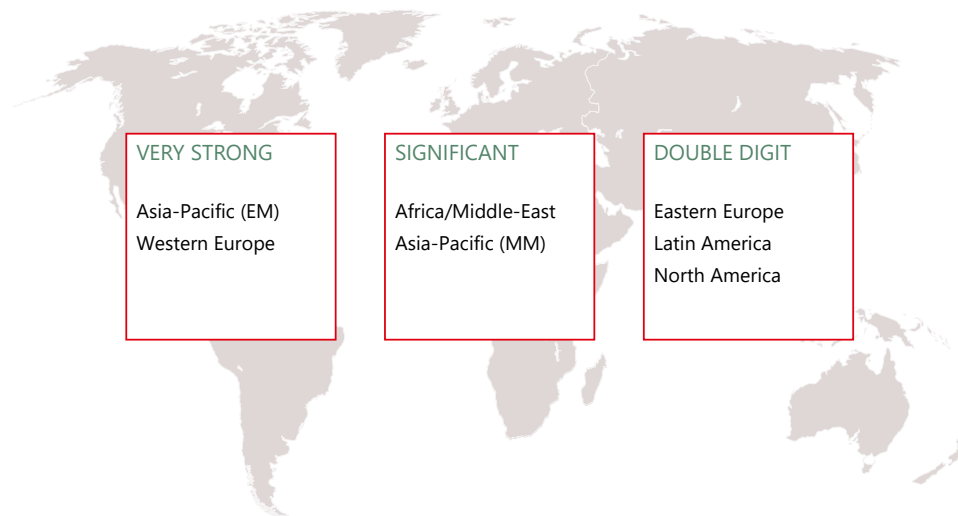 VERY STRONG
Asia-Pacific (EM)
Western Europe
SIGNIFICANT
Africa/Middle-East
Asia-Pacific (MM)
DOUBLE DIGIT
Eastern Europe
Latin America
North America